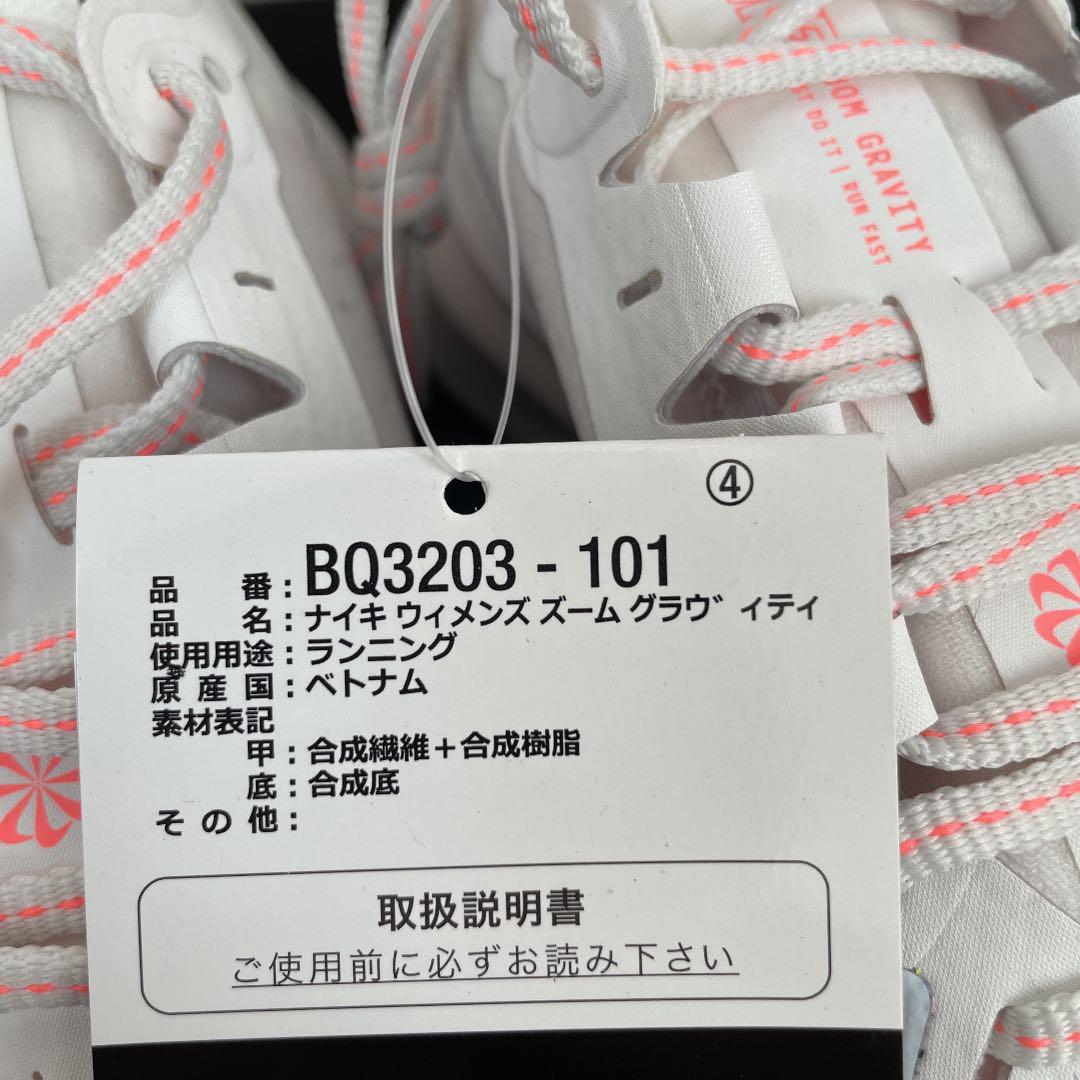 ZOOM GRAVITY
JUST DO IT | RUN FAST
④
品 番：BQ3203 - 101
品 名：ナイキ ウィメンズ ズーム グラヴィティ
使用用途：ランニング
原産国：ベトナム
素材表記
甲：合成繊維＋合成樹脂
底：合成底
その他：
取扱説明書
ご使用前に必ずお読み下さい